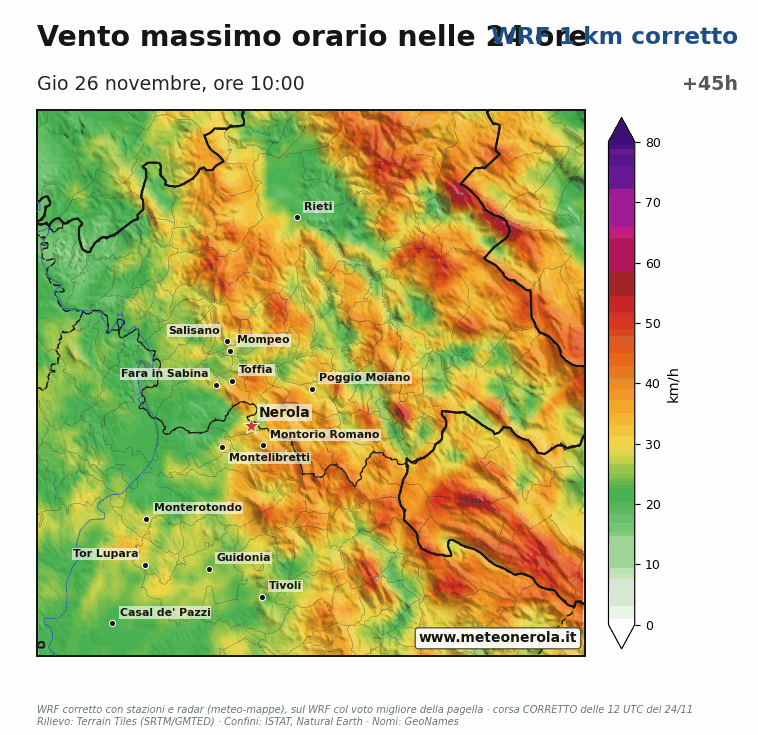 Vento massimo orario nelle 24 ore
WRF 1 km corretto
Gio 26 novembre, ore 10:00
+45h
Rieti
Salisano
Mompeo
Toffia
Fara in Sabina
Poggio Moiano
Nerola
Montorio Romano
Montelibretti
Monterotondo
Tor Lupara
Guidonia
Tivoli
Casal de' Pazzi
www.meteonerola.it
80
70
60
50
40
30
20
10
0
km/h
WRF corretto con stazioni e radar (meteo-mappe), sul WRF col voto migliore della pagella · corsa CORRETTO delle 12 UTC del 24/11
Rilievo: Terrain Tiles (SRTM/GMTED) · Confini: ISTAT, Natural Earth · Nomi: GeoNames